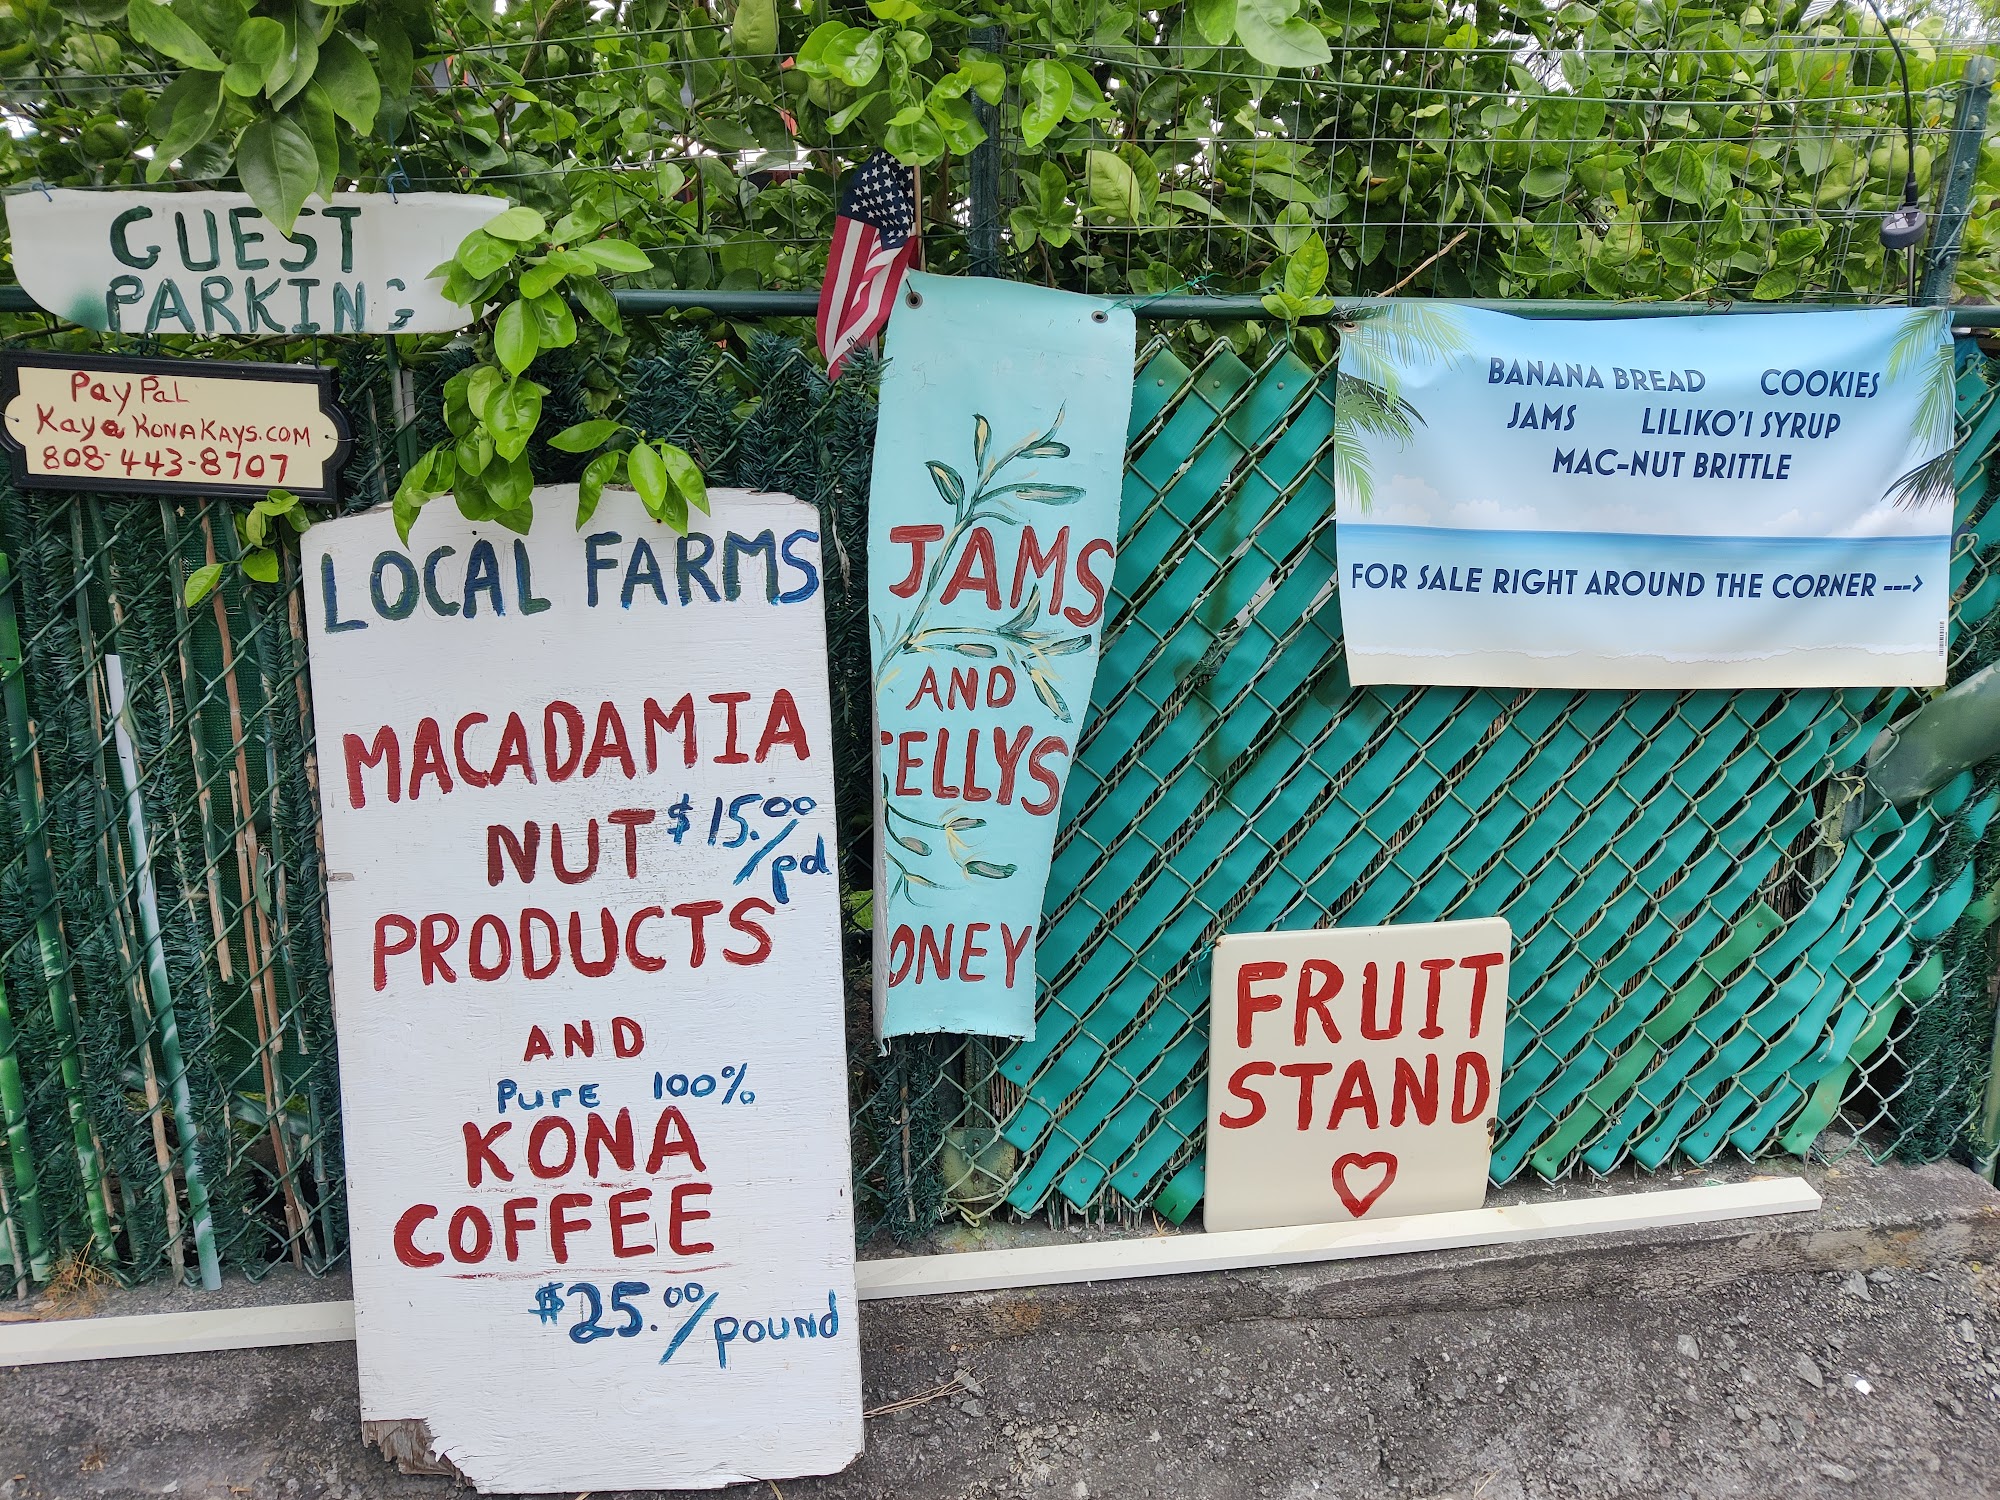 GUEST
PARKING
PayPal
Kay@KonaKays.com
808-443-8707
LOCAL FARMS
MACADAMIA
NUT $15.00/pd
PRODUCTS
AND
PURE 100%
KONA
COFFEE
$25.00/pound
JAMS
AND
ELLYS
ONEY
BANANA BREAD COOKIES
JAMS LILIKO'I SYRUP
MAC-NUT BRITTLE
FOR SALE RIGHT AROUND THE CORNER --->
FRUIT
STAND